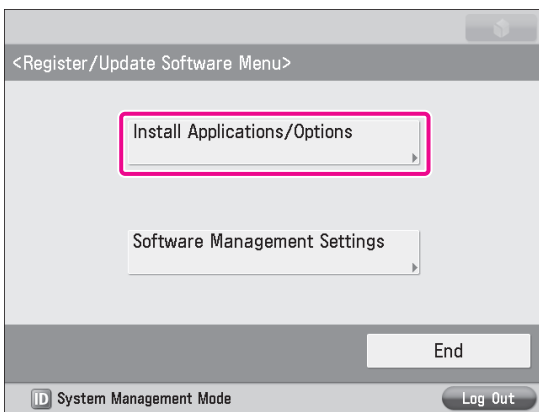 <Register/Update Software Menu>
Install Applications/Options
Software Management Settings
End
ID System Management Mode
Log Out